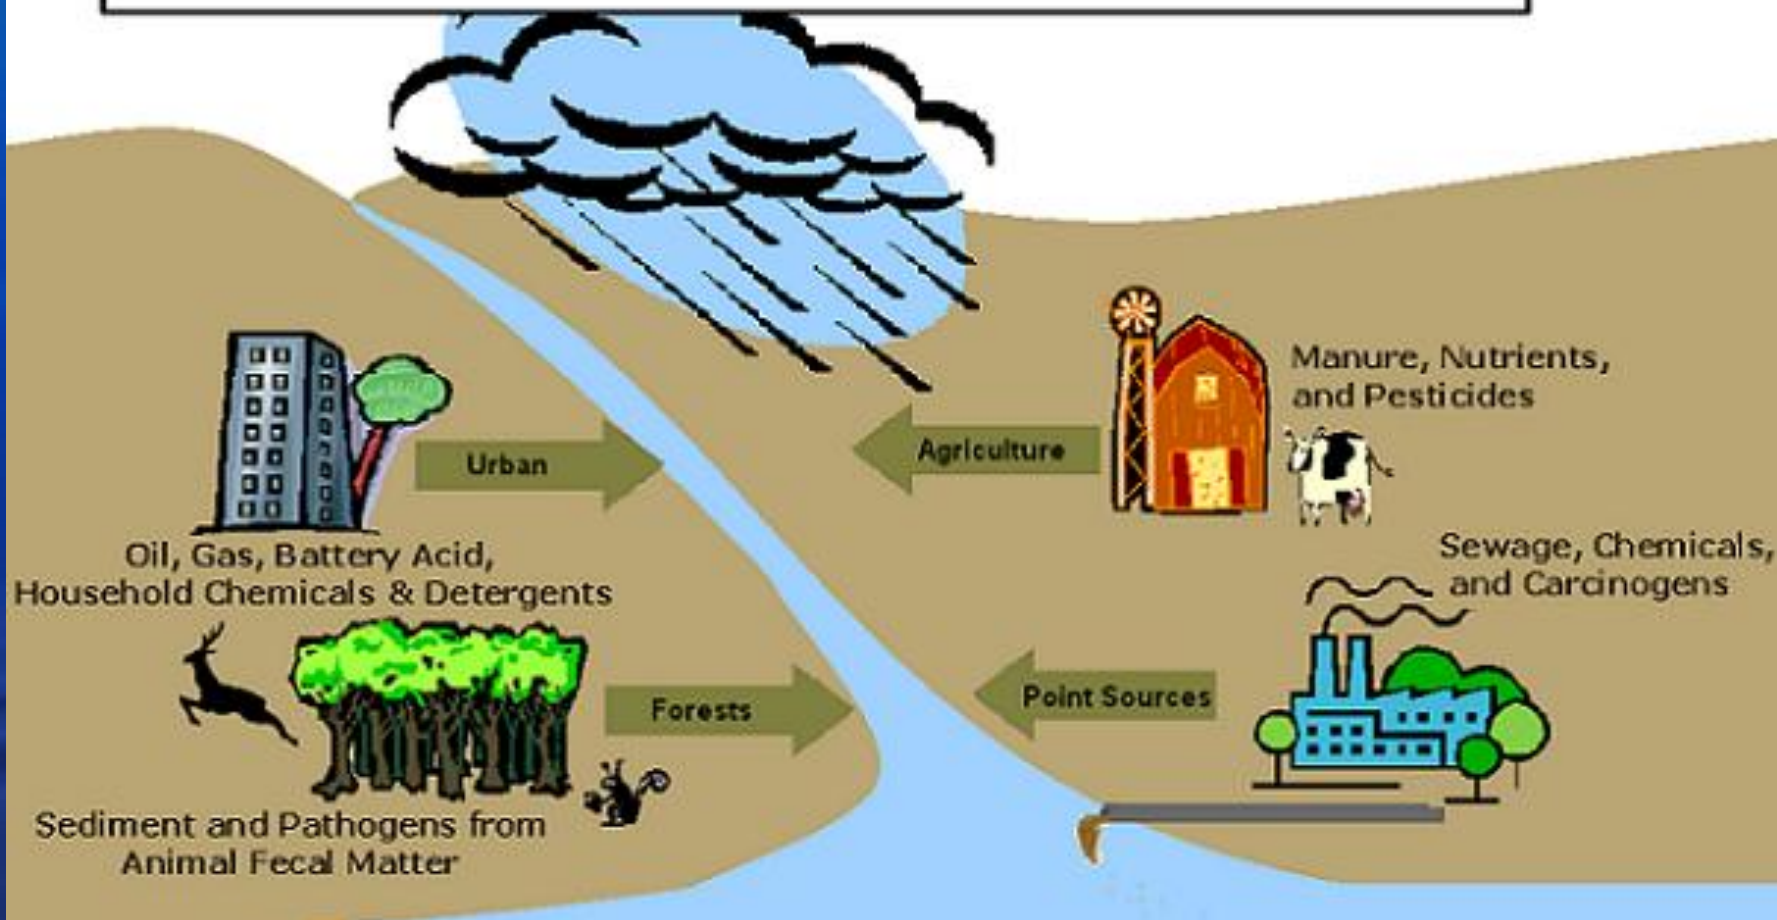 Manure, Nutrients,
and Pesticides
Agriculture
Urban
Oil, Gas, Battery Acid,
Household Chemicals & Detergents
Sewage, Chemicals,
and Carcinogens
Forests
Point Sources
Sediment and Pathogens from
Animal Fecal Matter